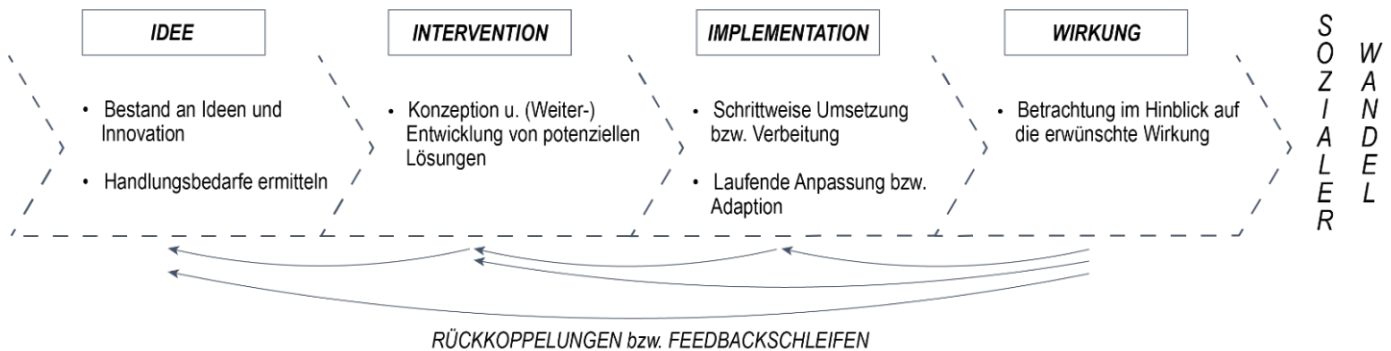 IDEE
• Bestand an Ideen und
Innovation
• Handlungsbedarfe ermitteln
INTERVENTION
• Konzeption u. (Weiter-)
Entwicklung von potenziellen
Lösungen
IMPLEMENTATION
• Schrittweise Umsetzung
bzw. Verbeitung
• Laufende Anpassung bzw.
Adaption
WIRKUNG
• Betrachtung im Hinblick auf
die erwünschte Wirkung
SOZIALER
WANDEL
RÜCKKOPPELUNGEN bzw. FEEDBACKSCHLEIFEN